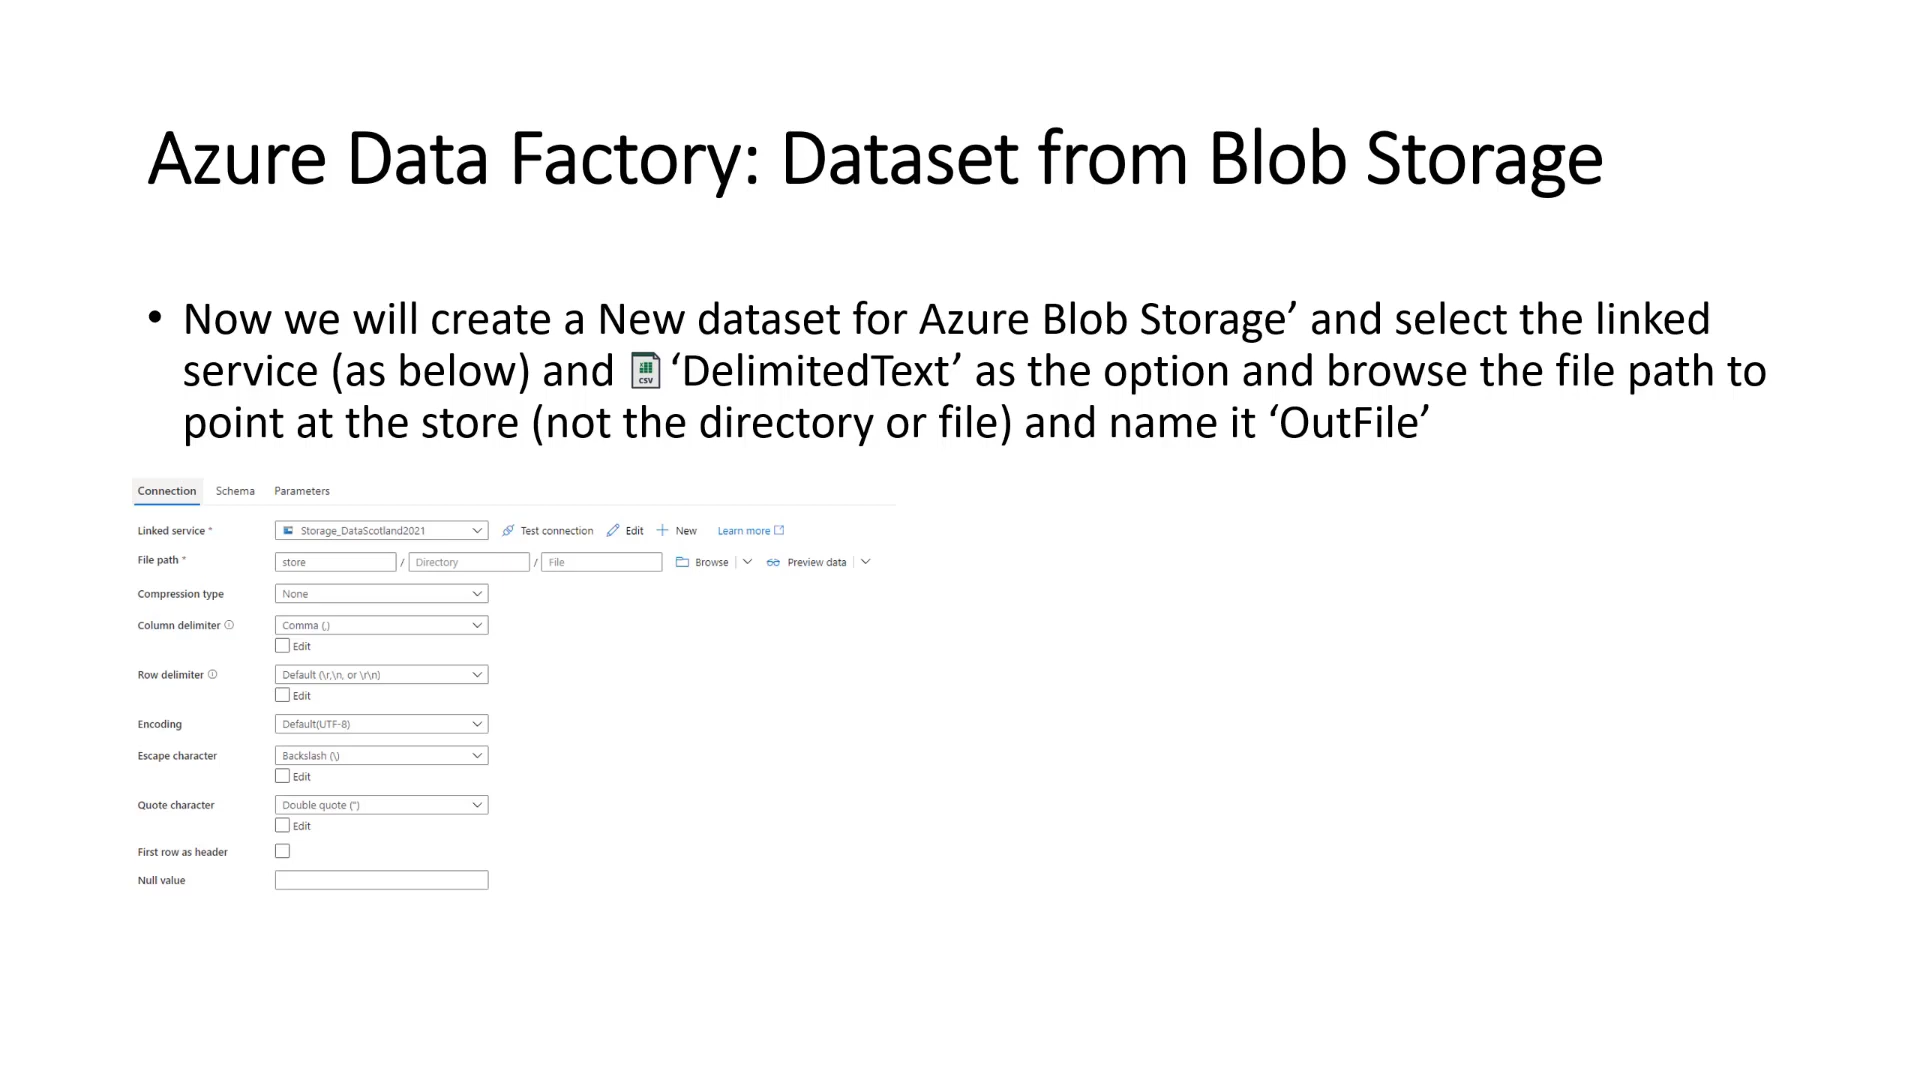 Azure Data Factory: Dataset from Blob Storage
• Now we will create a New dataset for Azure Blob Storage’ and select the linked
service (as below) and CSV ‘DelimitedText’ as the option and browse the file path to
point at the store (not the directory or file) and name it ‘OutFile’
Connection Schema Parameters
Linked service * Storage_DataScotland2021 Test connection Edit New Learn more
File path * store / Directory / File Browse Preview data
Compression type None
Column delimiter Comma (,)
Edit
Row delimiter Default (\r,\n, or \r\n)
Edit
Encoding Default(UTF-8)
Escape character Backslash (\)
Edit
Quote character Double quote (")
Edit
First row as header
Null value